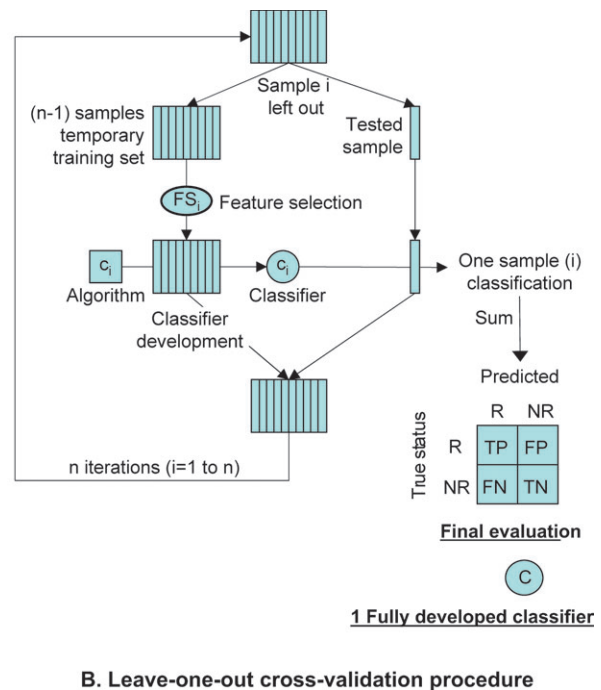 Sample i
left out
(n-1) samples
temporary
training set
Tested
sample
FSi
Feature selection
ci
Algorithm
ci
Classifier
One sample (i)
classification
Classifier
development
Sum
Predicted
R NR
True status
R TP FP
NR FN TN
n iterations (i=1 to n)
Final evaluation
C
1 Fully developed classifier
B. Leave-one-out cross-validation procedure